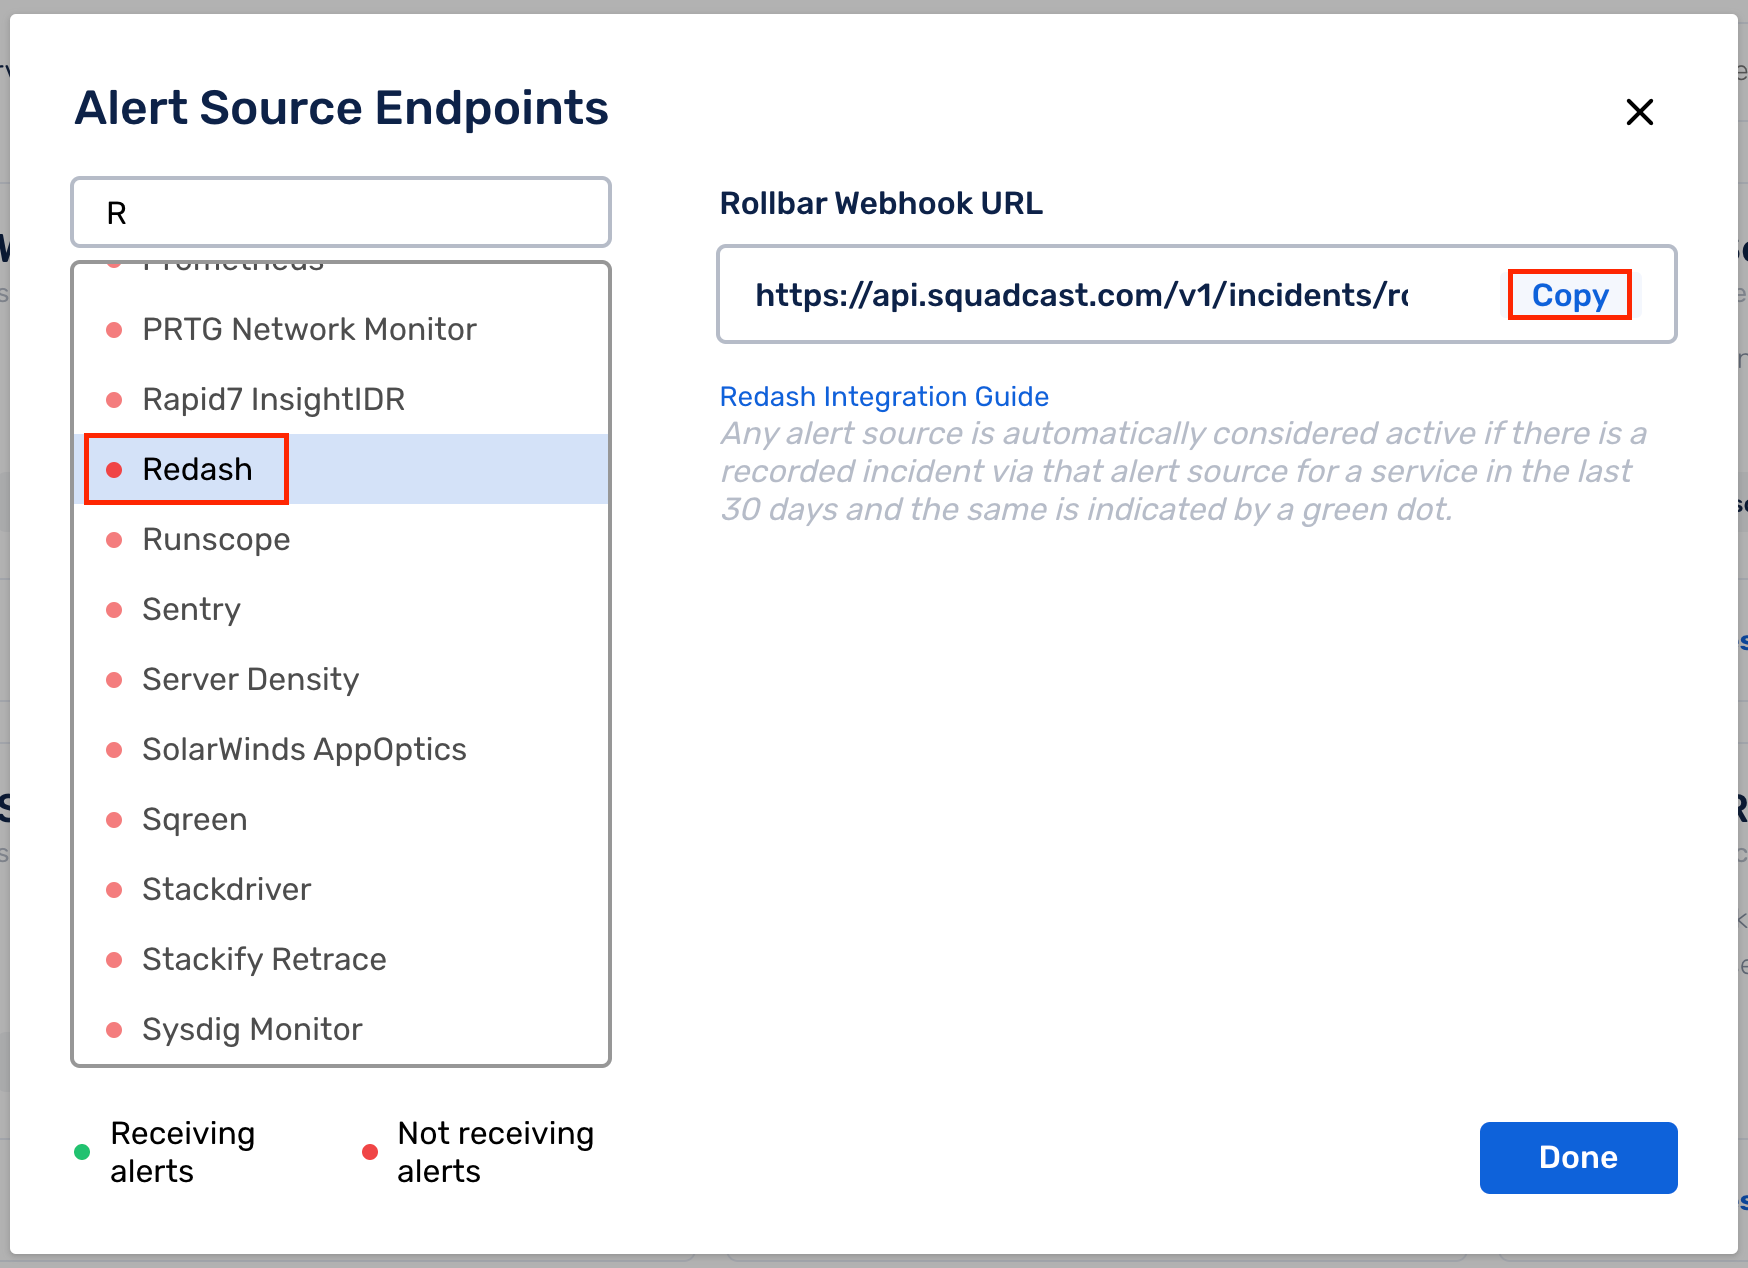 Alert Source Endpoints
R
Prometheus
PRTG Network Monitor
Rapid7 InsightIDR
Redash
Runscope
Sentry
Server Density
SolarWinds AppOptics
Sqreen
Stackdriver
Stackify Retrace
Sysdig Monitor
Receiving
alerts
Not receiving
alerts
Rollbar Webhook URL
https://api.squadcast.com/v1/incidents/ro
Copy
Redash Integration Guide
Any alert source is automatically considered active if there is a
recorded incident via that alert source for a service in the last
30 days and the same is indicated by a green dot.
Done